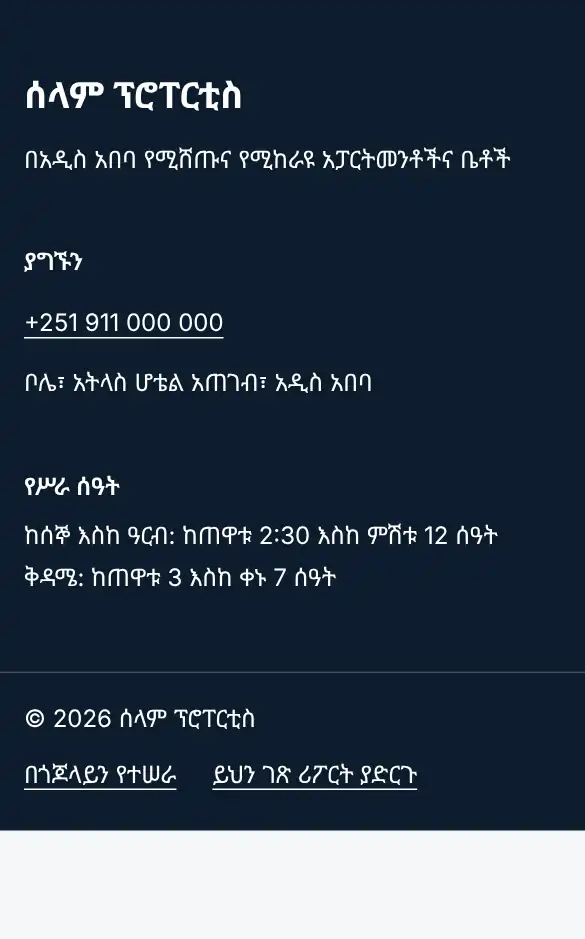 ሰላም ፕሮፐርቲስ
በአዲስ አበባ የሚሸጡና የሚከራዩ አፓርትመንቶችና ቤቶች
ያግኙን
+251 911 000 000
ቦሌ፣ አትላስ ሆቴል አጠገብ፣ አዲስ አበባ
የሥራ ሰዓት
ከሰኞ እስከ ዓርብ: ከጠዋቱ 2:30 እስከ ምሽቱ 12 ሰዓት
ቅዳሜ: ከጠዋቱ 3 እስከ ቀኑ 7 ሰዓት
© 2026 ሰላም ፕሮፐርቲስ
በጎጆላይን የተሠራ ይህን ገጽ ሪፖርት ያድርጉ